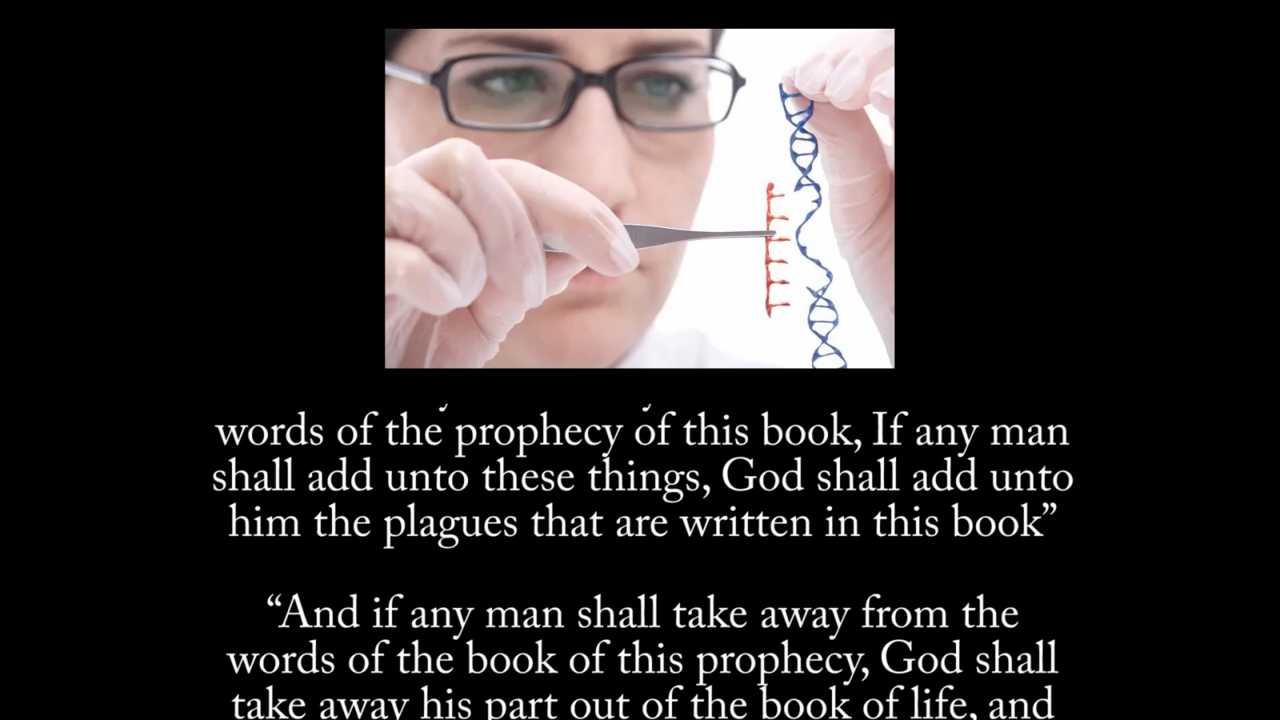 words of the prophecy of this book, If any man
shall add unto these things, God shall add unto
him the plagues that are written in this book”
“And if any man shall take away from the
words of the book of this prophecy, God shall
take away his part out of the book of life, and